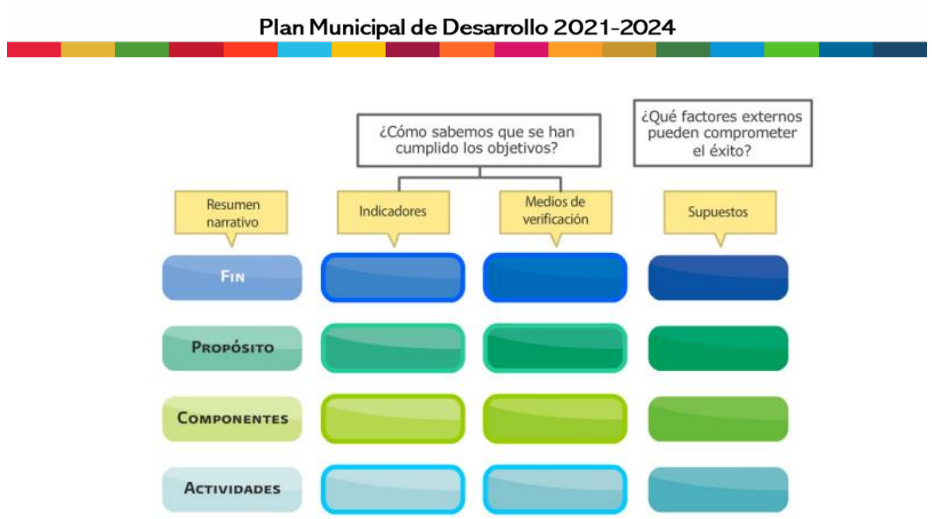 Plan Municipal de Desarrollo 2021-2024
¿Cómo sabemos que se han
cumplido los objetivos?
¿Qué factores externos
pueden comprometer
el éxito?
Resumen
narrativo
Indicadores
Medios de
verificación
Supuestos
FIN
PROPÓSITO
COMPONENTES
ACTIVIDADES